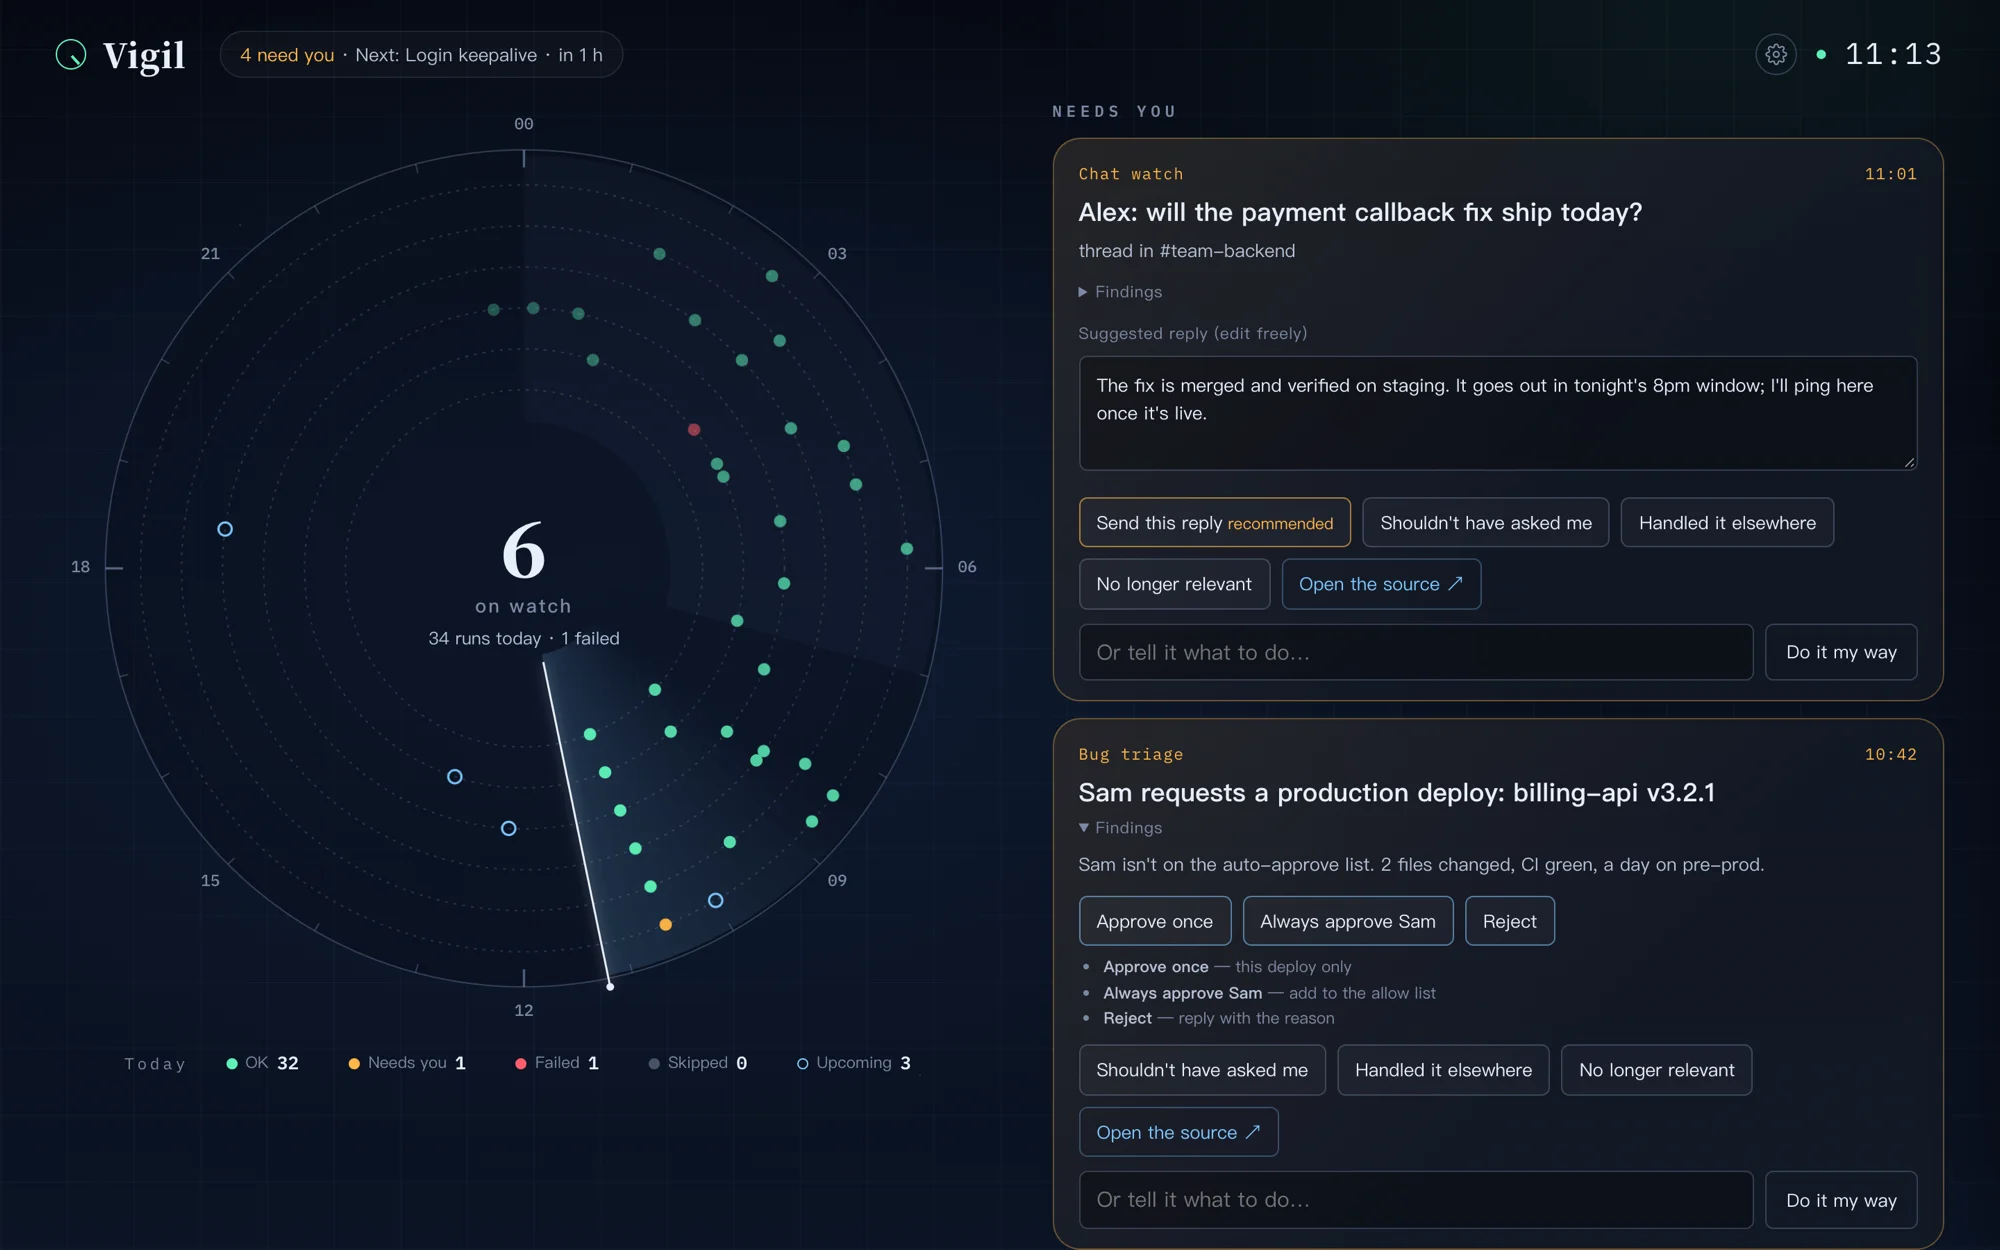 Vigil
4 need you · Next: Login keepalive · in 1 h
11:13
00
03
06
09
12
15
18
21
6
on watch
34 runs today · 1 failed
Today OK 32 Needs you 1 Failed 1 Skipped 0 Upcoming 3
NEEDS YOU
Chat watch 11:01
Alex: will the payment callback fix ship today?
thread in #team-backend
▶ Findings
Suggested reply (edit freely)
The fix is merged and verified on staging. It goes out in tonight's 8pm window; I'll ping here
once it's live.
Send this reply recommended Shouldn't have asked me Handled it elsewhere
No longer relevant Open the source ↗
Or tell it what to do... Do it my way
Bug triage 10:42
Sam requests a production deploy: billing-api v3.2.1
▼ Findings
Sam isn't on the auto-approve list. 2 files changed, CI green, a day on pre-prod.
Approve once Always approve Sam Reject
• Approve once — this deploy only
• Always approve Sam — add to the allow list
• Reject — reply with the reason
Shouldn't have asked me Handled it elsewhere No longer relevant
Open the source ↗
Or tell it what to do... Do it my way